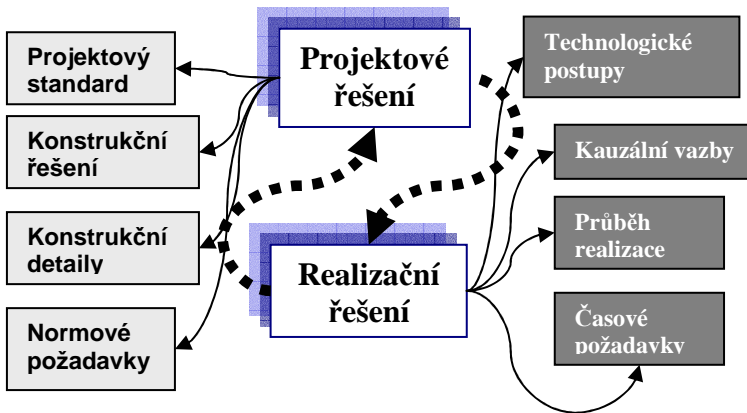 Projektový
standard
Konstrukční
řešení
Konstrukční
detaily
Normové
požadavky
Projektové
řešení
Realizační
řešení
Technologické
postupy
Kauzální vazby
Průběh
realizace
Časové
požadavky